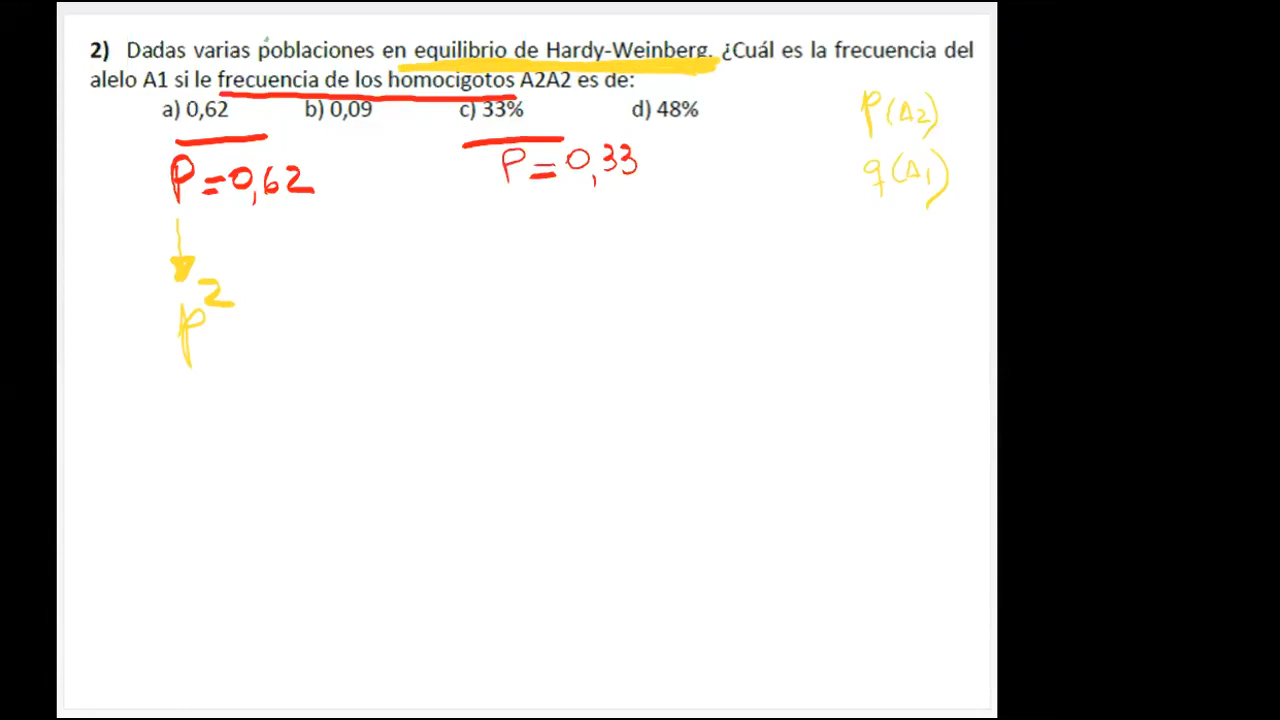 2) Dadas varias poblaciones en equilibrio de Hardy-Weinberg. ¿Cuál es la frecuencia del
alelo A1 si le frecuencia de los homocigotos A2A2 es de:
a) 0,62 b) 0,09 c) 33% d) 48%
p(A2)
q(A1)
P=0,62
P=0,33
p²